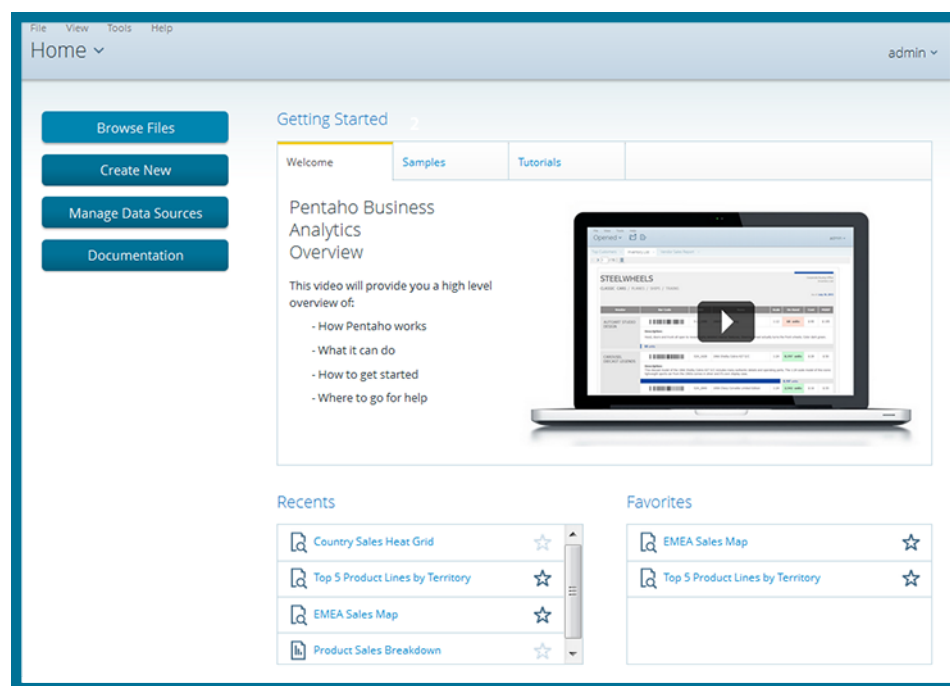 File View Tools Help
Home
admin
Browse Files
Create New
Manage Data Sources
Documentation
Getting Started
2
Welcome Samples Tutorials
Pentaho Business
Analytics
Overview
This video will provide you a high level
overview of:
- How Pentaho works
- What it can do
- How to get started
- Where to go for help
Opened
STEELWHEELS
Recents
Country Sales Heat Grid
Top 5 Product Lines by Territory
EMEA Sales Map
Product Sales Breakdown
Favorites
EMEA Sales Map
Top 5 Product Lines by Territory